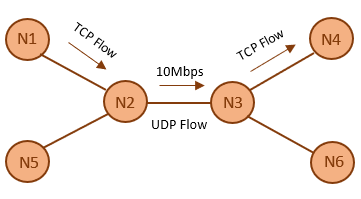 N1
TCP Flow
TCP Flow
N4
10Mbps
N2
N3
UDP Flow
N5
N6